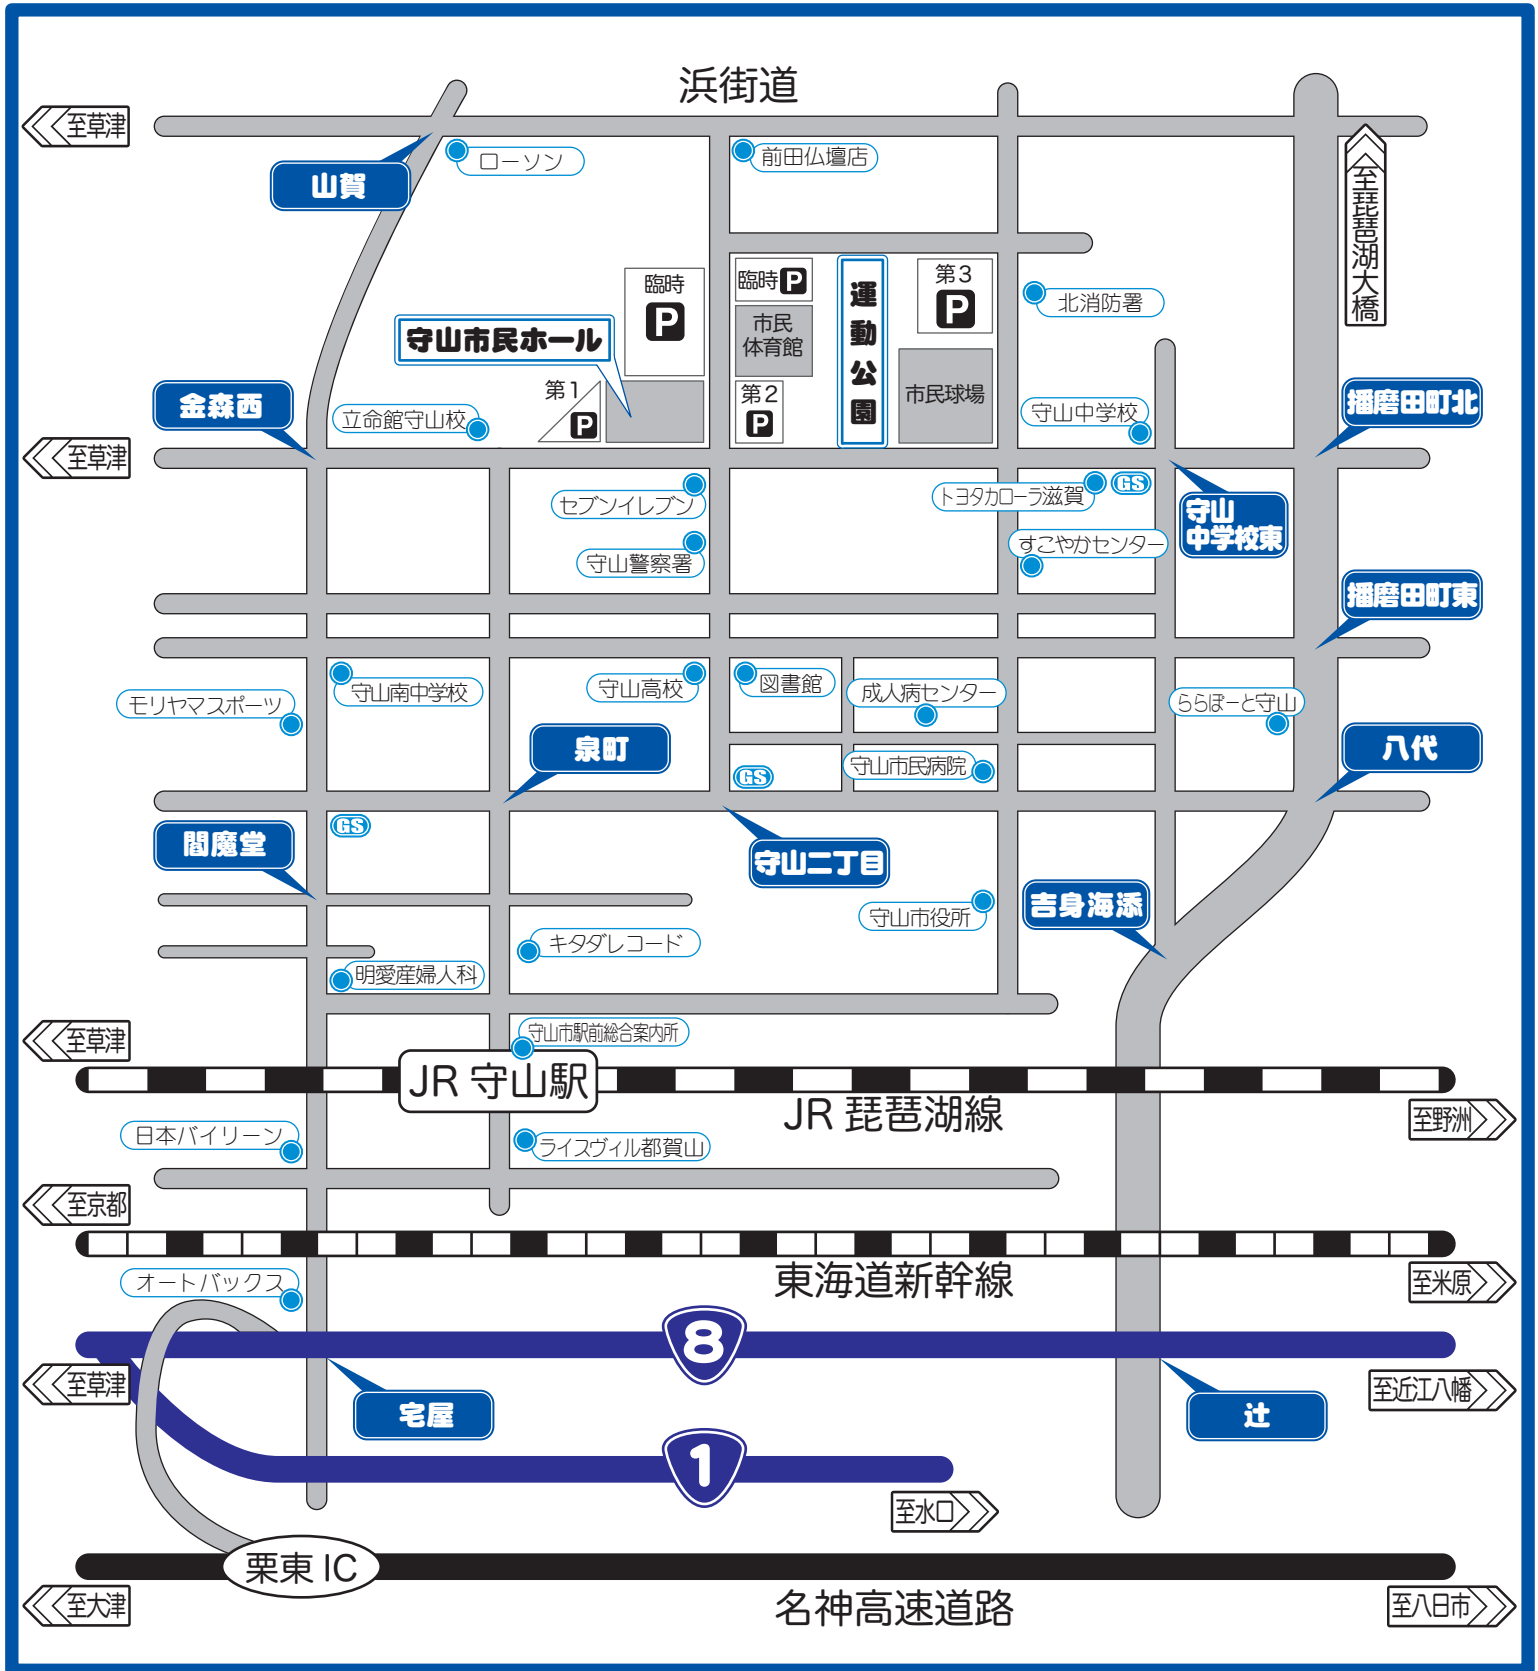 浜街道
至草津
ローソン
前田仏壇店
山賀
至琵琶湖大橋
臨時
P
臨時P
第3
P
運動公園
北消防署
市民
体育館
守山市民ホール
第1
P
第2
P
市民球場
金森西
立命館守山校
守山中学校
播磨田町北
至草津
セブンイレブン
トヨタカローラ滋賀
GS
守山
中学校東
守山警察署
すこやかセンター
播磨田町東
守山南中学校
守山高校
図書館
成人病センター
モリヤマスポーツ
ららぽーと守山
泉町
八代
GS
守山市民病院
GS
閻魔堂
守山二丁目
吉身海添
守山市役所
キタダレコード
明愛産婦人科
守山市駅前総合案内所
至草津
JR 守山駅
JR 琵琶湖線
至野洲
日本バイリーン
ライスヴィル都賀山
至京都
東海道新幹線
至米原
オートバックス
8
至草津
至近江八幡
宅屋
辻
1
至水口
栗東 IC
至大津
名神高速道路
至八日市